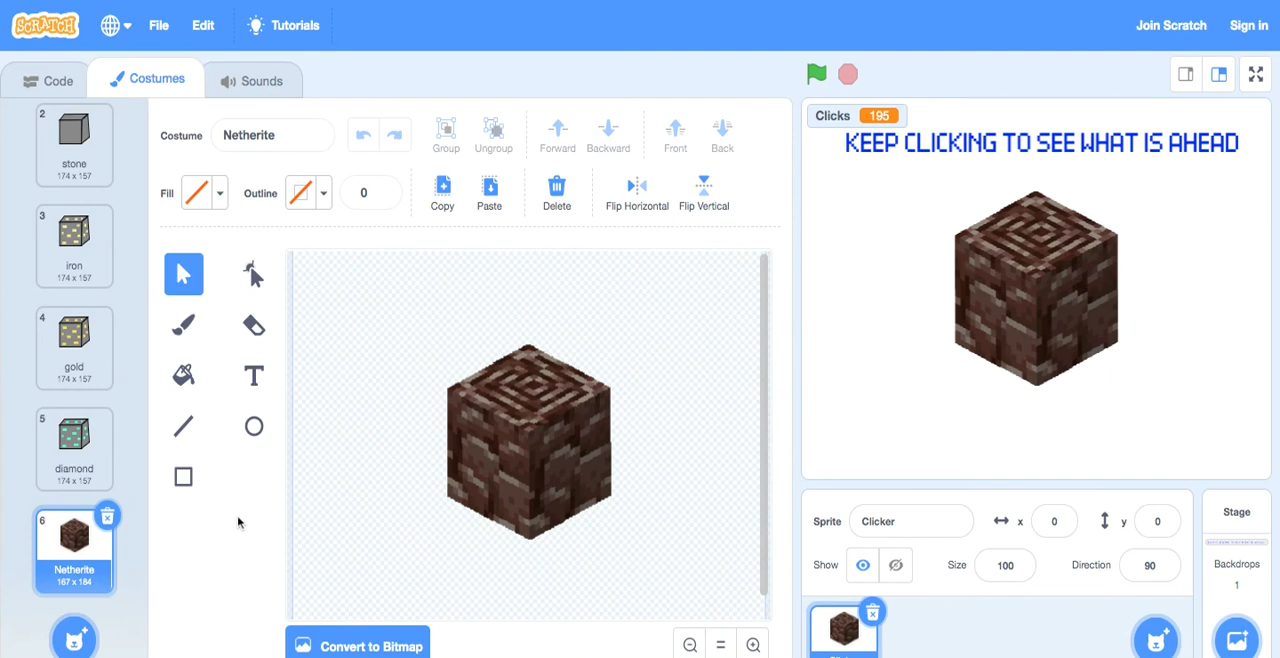 SCRATCH File Edit Tutorials Join Scratch Sign in
Code Costumes Sounds
2
stone
174 x 157
3
iron
174 x 157
4
gold
174 x 157
5
diamond
174 x 157
6
Netherite
167 x 184
Costume Netherite Group Ungroup Forward Backward Front Back
Fill Outline 0 Copy Paste Delete Flip Horizontal Flip Vertical
T
Convert to Bitmap
Clicks 195
KEEP CLICKING TO SEE WHAT IS AHEAD
Sprite Clicker x 0 y 0
Show Size 100 Direction 90
Stage
Backdrops
1